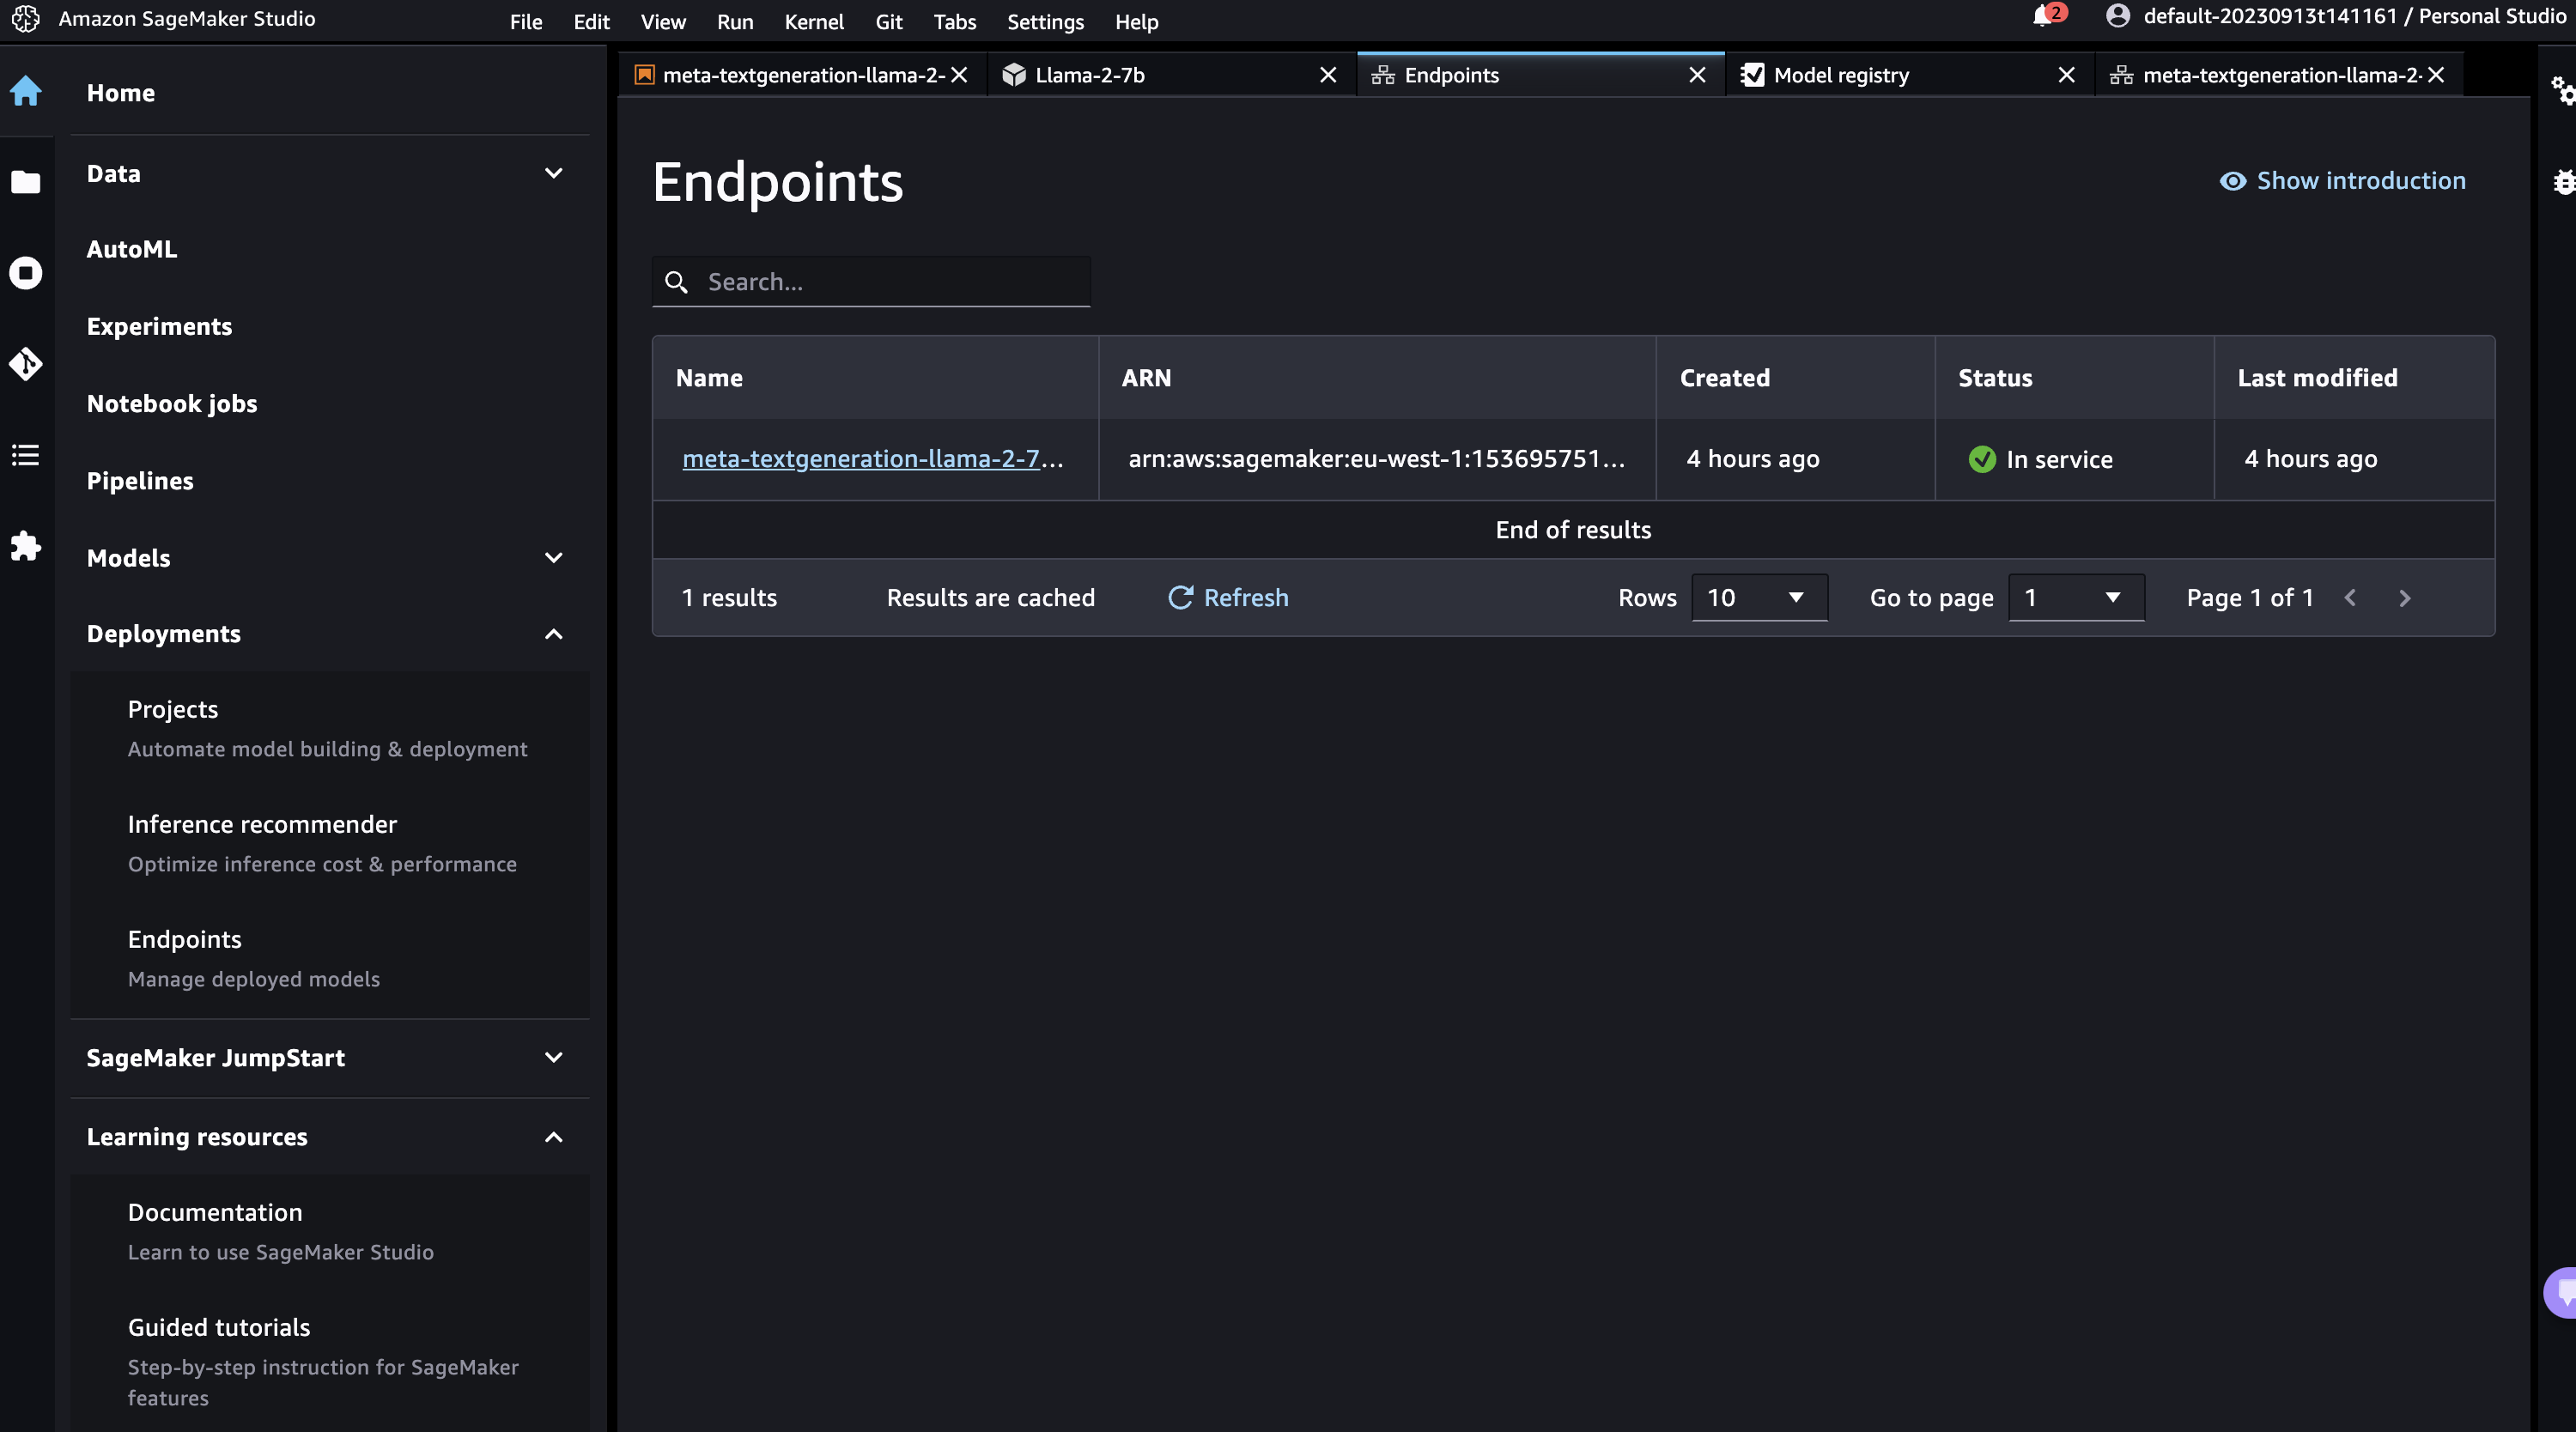 Amazon SageMaker Studio
File Edit View Run Kernel Git Tabs Settings Help
2
default-20230913t141161 / Personal Studio
Home
Data
AutoML
Experiments
Notebook jobs
Pipelines
Models
Deployments
Projects
Automate model building & deployment
Inference recommender
Optimize inference cost & performance
Endpoints
Manage deployed models
SageMaker JumpStart
Learning resources
Documentation
Learn to use SageMaker Studio
Guided tutorials
Step-by-step instruction for SageMaker
features
meta-textgeneration-llama-2- Llama-2-7b Endpoints Model registry meta-textgeneration-llama-2-
Endpoints
Show introduction
Search...
Name ARN Created Status Last modified
meta-textgeneration-llama-2-7... arn:aws:sagemaker:eu-west-1:153695751... 4 hours ago In service 4 hours ago
End of results
1 results Results are cached Refresh Rows 10 Go to page 1 Page 1 of 1